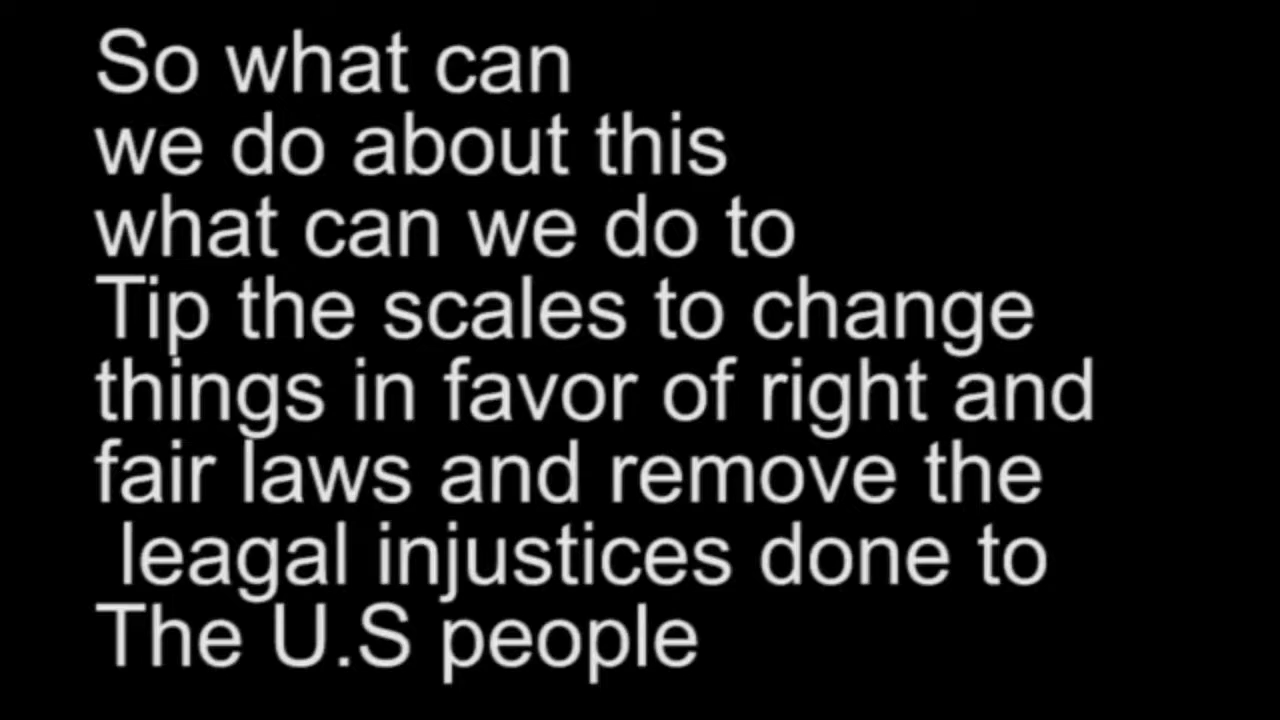 So what can
we do about this
what can we do to
Tip the scales to change
things in favor of right and
fair laws and remove the
leagal injustices done to
The U.S people